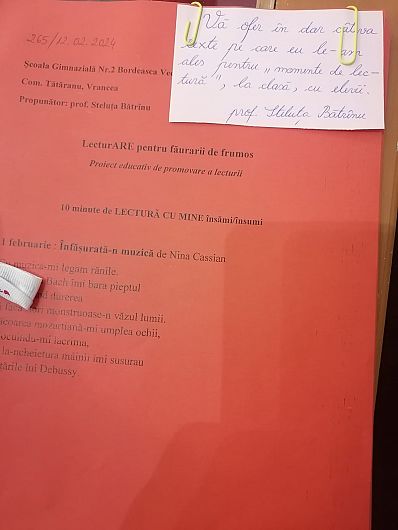 265/12.02.2024
Vă ofer în dar câteva
texte pe care eu le-am
ales pentru „momente de lec-
tură”, la clasă, cu elevii.
prof. Steluța Bătrînu
Școala Gimnazială Nr.2 Bordeasca
Com. Tătăranu, Vrancea
Propunător: prof. Steluța Bătrînu
LecturARE pentru făurarii de frumos
Proiect educativ de promovare a lecturii
10 minute de LECTURĂ CU MINE însămi/însumi
1 februarie : Înfășurată-n muzică de Nina Cassian
muzica-mi legam rănile.
Bach îmi bara pieptul
durerea
monstruoase-n văzul lumii.
mozartiană-mi umplea ochii,
lacrima,
la-ncheietura mâinii îmi susurau
lui Debussy.